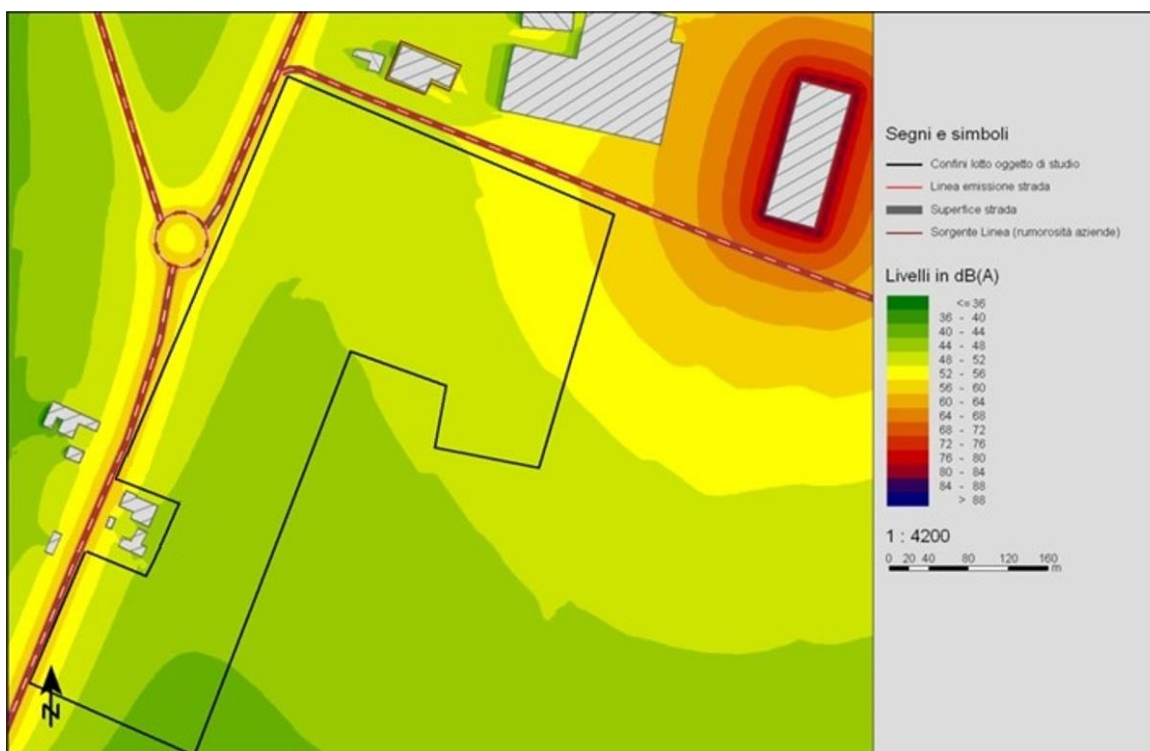 Segni e simboli
Confini lotto oggetto di studio
Linea emissione strada
Superfice strada
Sorgente Linea (rumorosità aziende)
Livelli in dB(A)
<= 36
36 - 40
40 - 44
44 - 48
48 - 52
52 - 56
56 - 60
60 - 64
64 - 68
68 - 72
72 - 76
76 - 80
80 - 84
84 - 88
> 88
1 : 4200
0 20 40 80 120 160
m
N